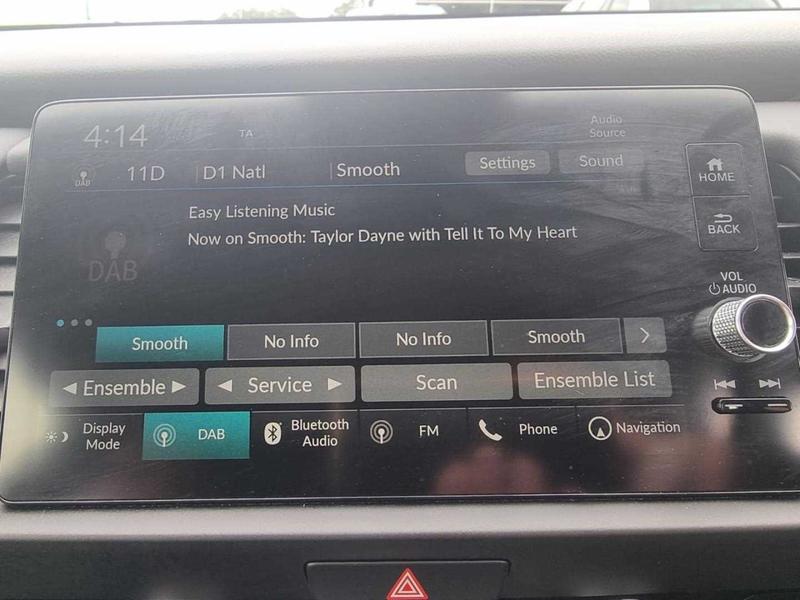 4:14
TA
Audio
Source
DAB
11D
D1 Natl
Smooth
Settings
Sound
HOME
Easy Listening Music
Now on Smooth: Taylor Dayne with Tell It To My Heart
BACK
DAB
VOL
AUDIO
Smooth
No Info
No Info
Smooth
Ensemble
Service
Scan
Ensemble List
Display
Mode
DAB
Bluetooth
Audio
FM
Phone
Navigation